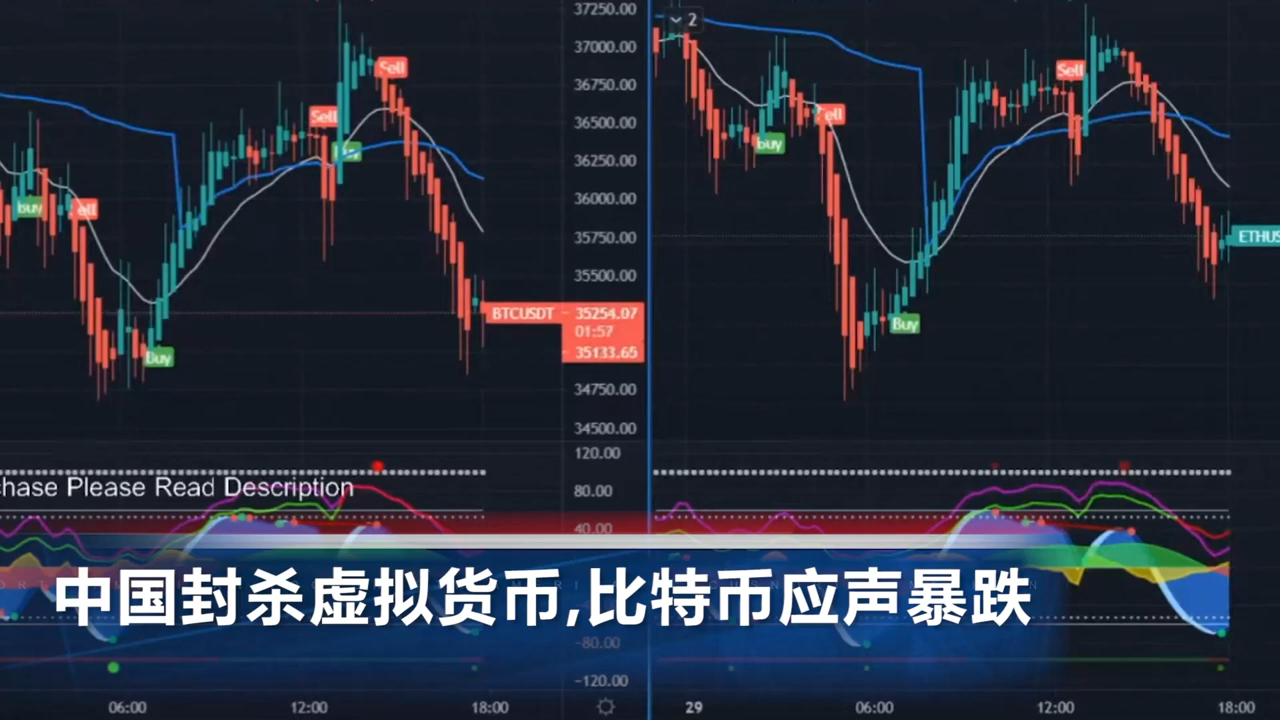 37250.00
2
37000.00
Sell
Sell
36750.00
Sell
Sell
36500.00
Buy
buy
36250.00
36000.00
buy
35750.00
ETHUS
35500.00
BTCUSDT
35254.07
01:57
35133.65
Buy
Buy
34750.00
34500.00
120.00
chase Please Read Description
80.00
40.00
中国封杀虚拟货币,比特币应声暴跌
-80.00
-120.00
06:00
12:00
18:00
29
06:00
12:00
18:00